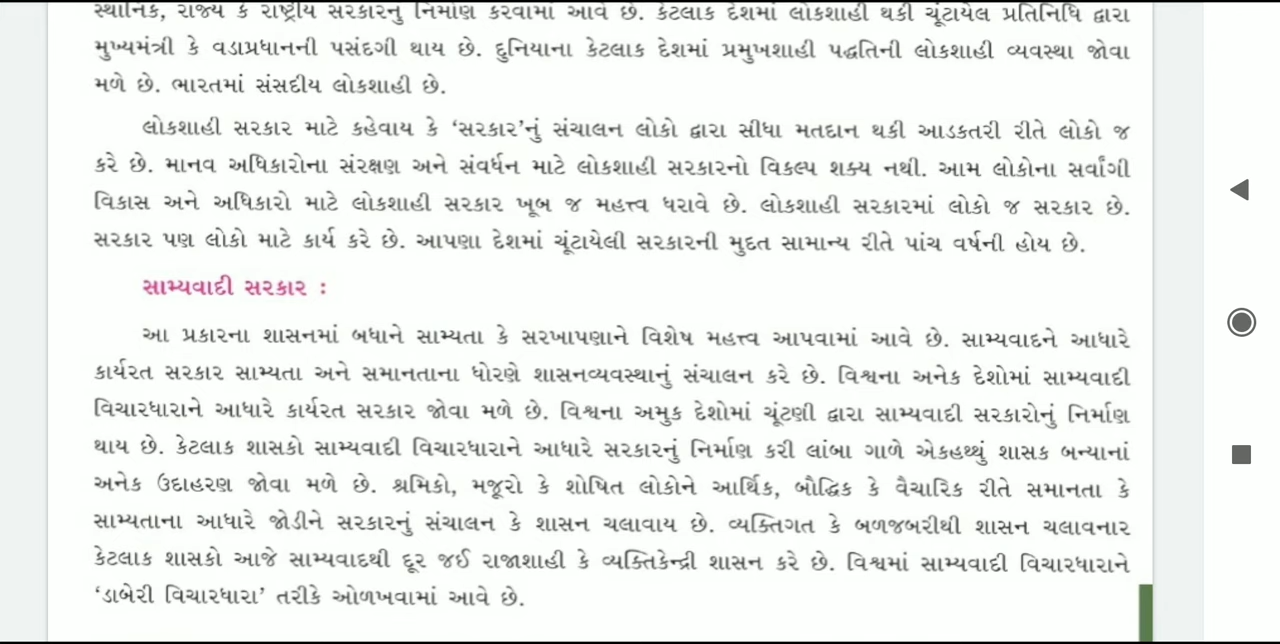 સ્થાનિક, રાજ્ય કે રાષ્ટ્રીય સરકારનું નિર્માણ કરવામાં આવે છે. કેટલાક દેશમાં લોકશાહી થકી ચૂંટાયેલ પ્રતિનિધિ દ્વારા
મુખ્યમંત્રી કે વડાપ્રધાનની પસંદગી થાય છે. દુનિયાના કેટલાક દેશમાં પ્રમુખશાહી પદ્ધતિની લોકશાહી વ્યવસ્થા જોવા
મળે છે. ભારતમાં સંસદીય લોકશાહી છે.
લોકશાહી સરકાર માટે કહેવાય કે ‘સરકાર’નું સંચાલન લોકો દ્વારા સીધા મતદાન થકી આડકતરી રીતે લોકો જ
કરે છે. માનવ અધિકારોના સંરક્ષણ અને સંવર્ધન માટે લોકશાહી સરકારનો વિકલ્પ શક્ય નથી. આમ લોકોના સર્વાંગી
વિકાસ અને અધિકારો માટે લોકશાહી સરકાર ખૂબ જ મહત્ત્વ ધરાવે છે. લોકશાહી સરકારમાં લોકો જ સરકાર છે.
સરકાર પણ લોકો માટે કાર્ય કરે છે. આપણા દેશમાં ચૂંટાયેલી સરકારની મુદત સામાન્ય રીતે પાંચ વર્ષની હોય છે.
સામ્યવાદી સરકાર :
આ પ્રકારના શાસનમાં બધાને સામ્યતા કે સરખાપણાને વિશેષ મહત્ત્વ આપવામાં આવે છે. સામ્યવાદને આધારે
કાર્યરત સરકાર સામ્યતા અને સમાનતાના ધોરણે શાસનવ્યવસ્થાનું સંચાલન કરે છે. વિશ્વના અનેક દેશોમાં સામ્યવાદી
વિચારધારાને આધારે કાર્યરત સરકાર જોવા મળે છે. વિશ્વના અમુક દેશોમાં ચૂંટણી દ્વારા સામ્યવાદી સરકારોનું નિર્માણ
થાય છે. કેટલાક શાસકો સામ્યવાદી વિચારધારાને આધારે સરકારનું નિર્માણ કરી લાંબા ગાળે એકહથ્થું શાસક બન્યાનાં
અનેક ઉદાહરણ જોવા મળે છે. શ્રમિકો, મજૂરો કે શોષિત લોકોને આર્થિક, બૌદ્ધિક કે વૈચારિક રીતે સમાનતા કે
સામ્યતાના આધારે જોડીને સરકારનું સંચાલન કે શાસન ચલાવાય છે. વ્યક્તિગત કે બળજબરીથી શાસન ચલાવનાર
કેટલાક શાસકો આજે સામ્યવાદથી દૂર જઈ રાજાશાહી કે વ્યક્તિકેન્દ્રી શાસન કરે છે. વિશ્વમાં સામ્યવાદી વિચારધારાને
‘ડાબેરી વિચારધારા’ તરીકે ઓળખવામાં આવે છે.